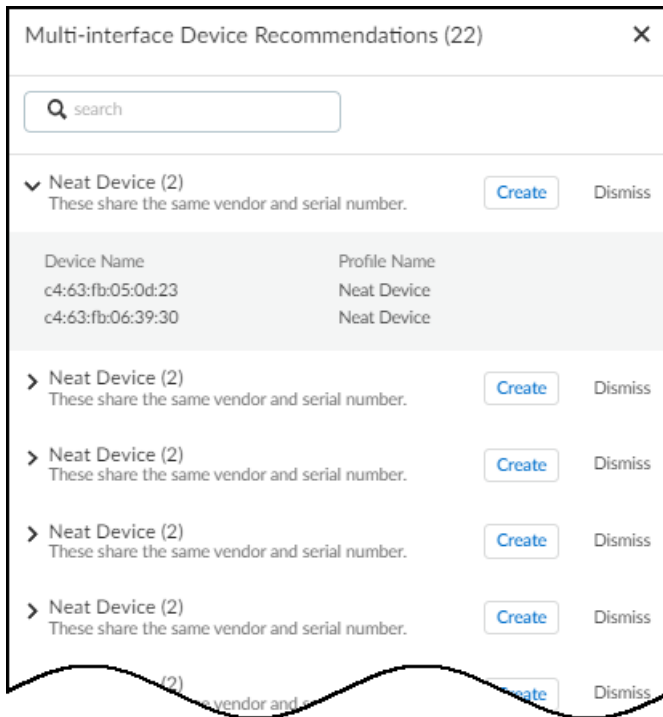 Multi-interface Device Recommendations (22)
search
Neat Device (2)
These share the same vendor and serial number.
Create Dismiss
Device Name Profile Name
c4:63:fb:05:0d:23 Neat Device
c4:63:fb:06:39:30 Neat Device
Neat Device (2)
These share the same vendor and serial number.
Create Dismiss
Neat Device (2)
These share the same vendor and serial number.
Create Dismiss
Neat Device (2)
These share the same vendor and serial number.
Create Dismiss
Neat Device (2)
These share the same vendor and serial number.
Create Dismiss
(2)
vendor and
Dismiss